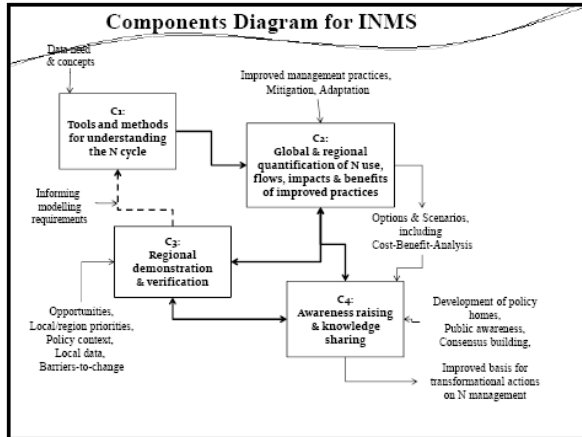 Components Diagram for INMS
Data need
& concepts
C1:
Tools and methods
for understanding
the N cycle
Improved management practices,
Mitigation, Adaptation
C2:
Global & regional
quantification of N use,
flows, impacts & benefits
of improved practices
Informing
modelling
requirements
Options & Scenarios,
including
Cost-Benefit-Analysis
C3:
Regional
demonstration
& verification
C4:
Awareness raising
& knowledge
sharing
Opportunities,
Local/region priorities,
Policy context,
Local data,
Barriers-to-change
Development of policy
homes,
Public awareness,
Consensus building,
Improved basis for
transformational actions
on N management